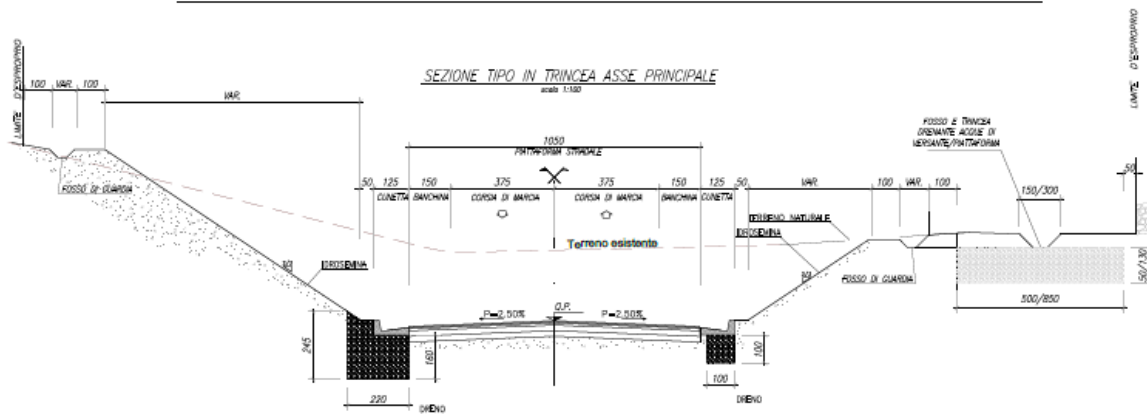 SEZIONE TIPO IN TRINCEA ASSE PRINCIPALE
scala 1:100
LIMITE D'ESPROPRIO
LIMITE D'ESPROPRIO
100 VAR. 100
VAR.
FOSSO E TRINCEA
DRENANTE ACQUE DI
VERSANTE/PIATTAFORMA
1050
PIATTAFORMA STRADALE
50 125 150 375 375 150 125 50 VAR. 100 VAR. 100 150/300 50
CUNETTA BANCHINA CORSIA DI MARCIA CORSIA DI MARCIA BANCHINA CUNETTA
FOSSO DI GUARDIA
TERRENO NATURALE
IDROSEMINA
Terreno esistente
IDROSEMINA
FOSSO DI GUARDIA
50/130
500/850
P=2,50% Q.P. P=2,50%
245
160
100
220
100
DRENO
DRENO